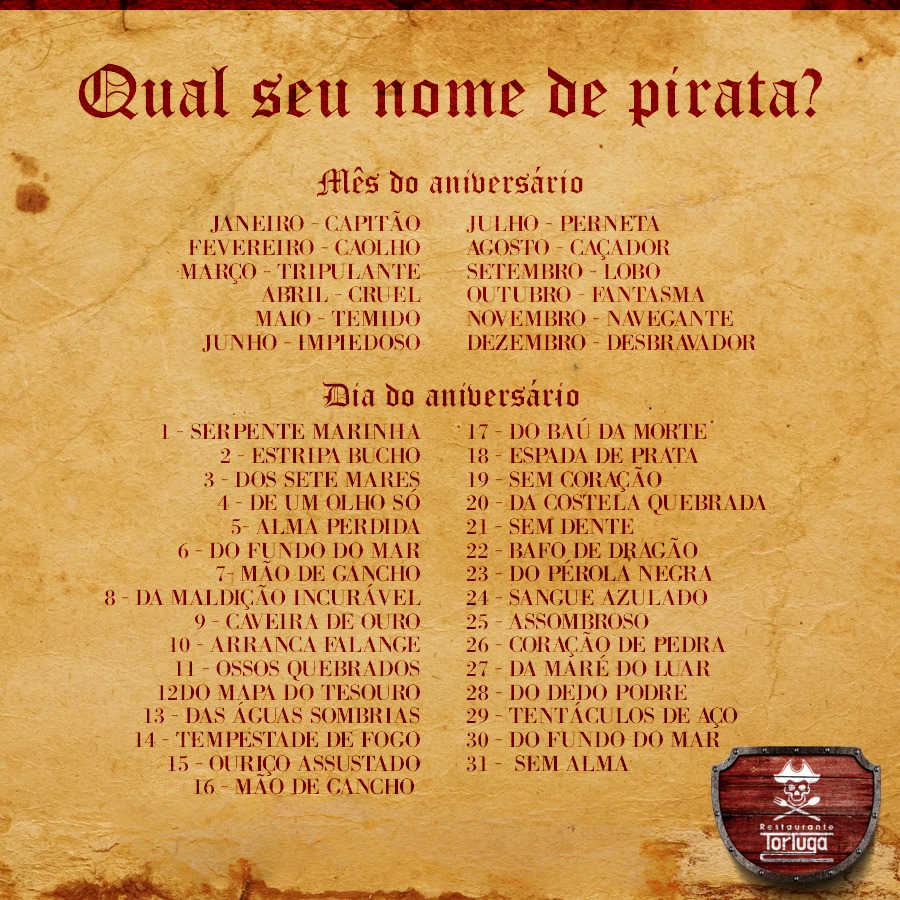 Qual seu nome de pirata?
Mês do aniversário
JANEIRO - CAPITÃO
FEVEREIRO - CAOLHO
MARÇO - TRIPULANTE
ABRIL - CRUEL
MAIO - TEMIDO
JUNHO - IMPIEDOSO
JULHO - PERNETA
AGOSTO - CAÇADOR
SETEMBRO - LOBO
OUTUBRO - FANTASMA
NOVEMBRO - NAVEGANTE
DEZEMBRO - DESBRAVADOR
Dia do aniversário
1 - SERPENTE MARINHA
2 - ESTRIPA BUCHO
3 - DOS SETE MARES
4 - DE UM OLHO SÓ
5- ALMA PERDIDA
6 - DO FUNDO DO MAR
7- MÃO DE GANCHO
8 - DA MALDIÇÃO INCURÁVEL
9 - CAVEIRA DE OURO
10 - ARRANCA FALANGE
11 - OSSOS QUEBRADOS
12DO MAPA DO TESOURO
13 - DAS ÁGUAS SOMBRIAS
14 - TEMPESTADE DE FOGO
15 - OURIÇO ASSUSTADO
16 - MÃO DE GANCHO
17 - DO BAÚ DA MORTE
18 - ESPADA DE PRATA
19 - SEM CORAÇÃO
20 - DA COSTELA QUEBRADA
21 - SEM DENTE
22 - BAFO DE DRAGÃO
23 - DO PÉROLA NEGRA
24 - SANGUE AZULADO
25 - ASSOMBROSO
26 - CORAÇÃO DE PEDRA
27 - DA MARÉ DO LUAR
28 - DO DEDO PODRE
29 - TENTÁCULOS DE AÇO
30 - DO FUNDO DO MAR
31 - SEM ALMA
Restaurante
Tortuga